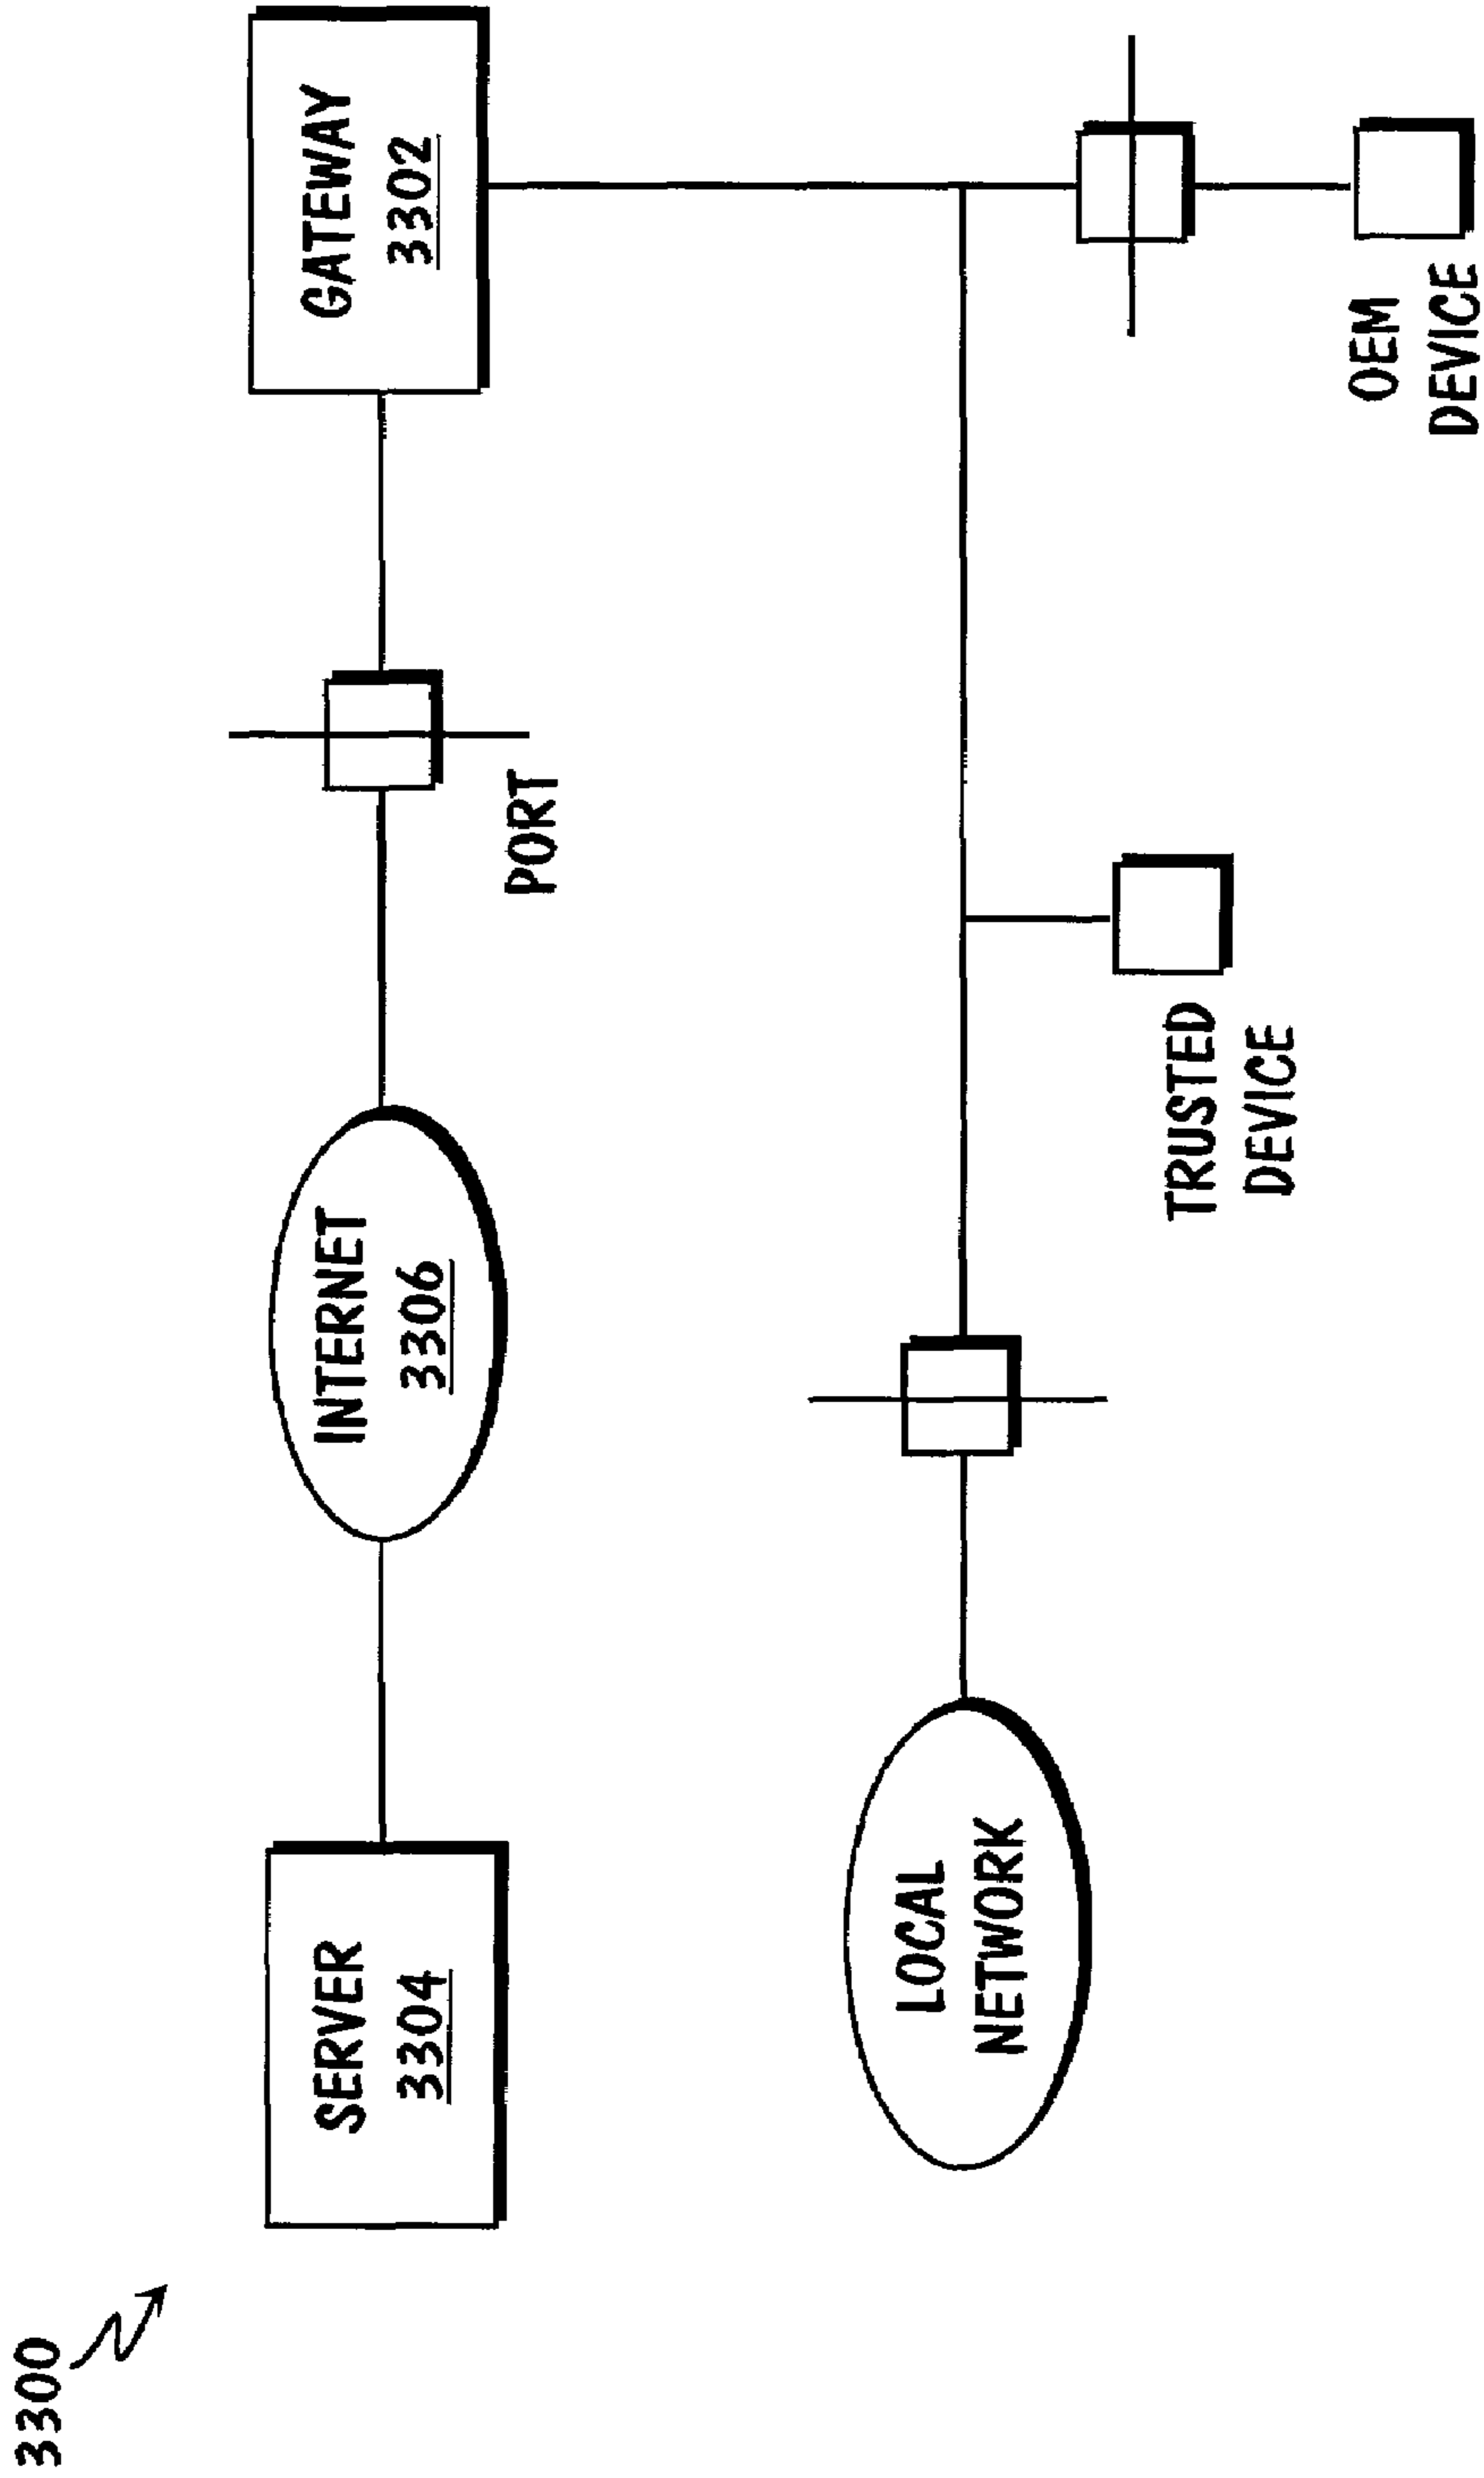 3300
SERVER
3304
INTERNET
3306
PORT
GATEWAY
3302
LOCAL
NETWORK
TRUSTED
DEVICE
OEM
DEVICE